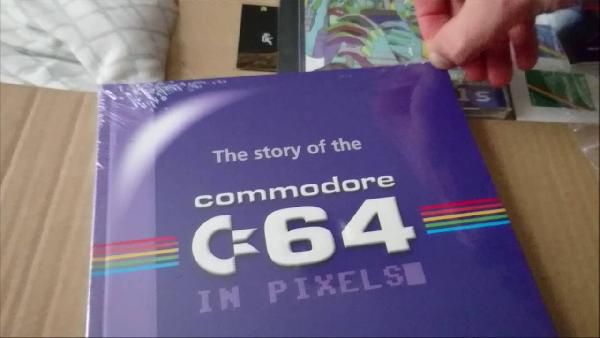 The story of the
commodore
C=64
IN PIXELS